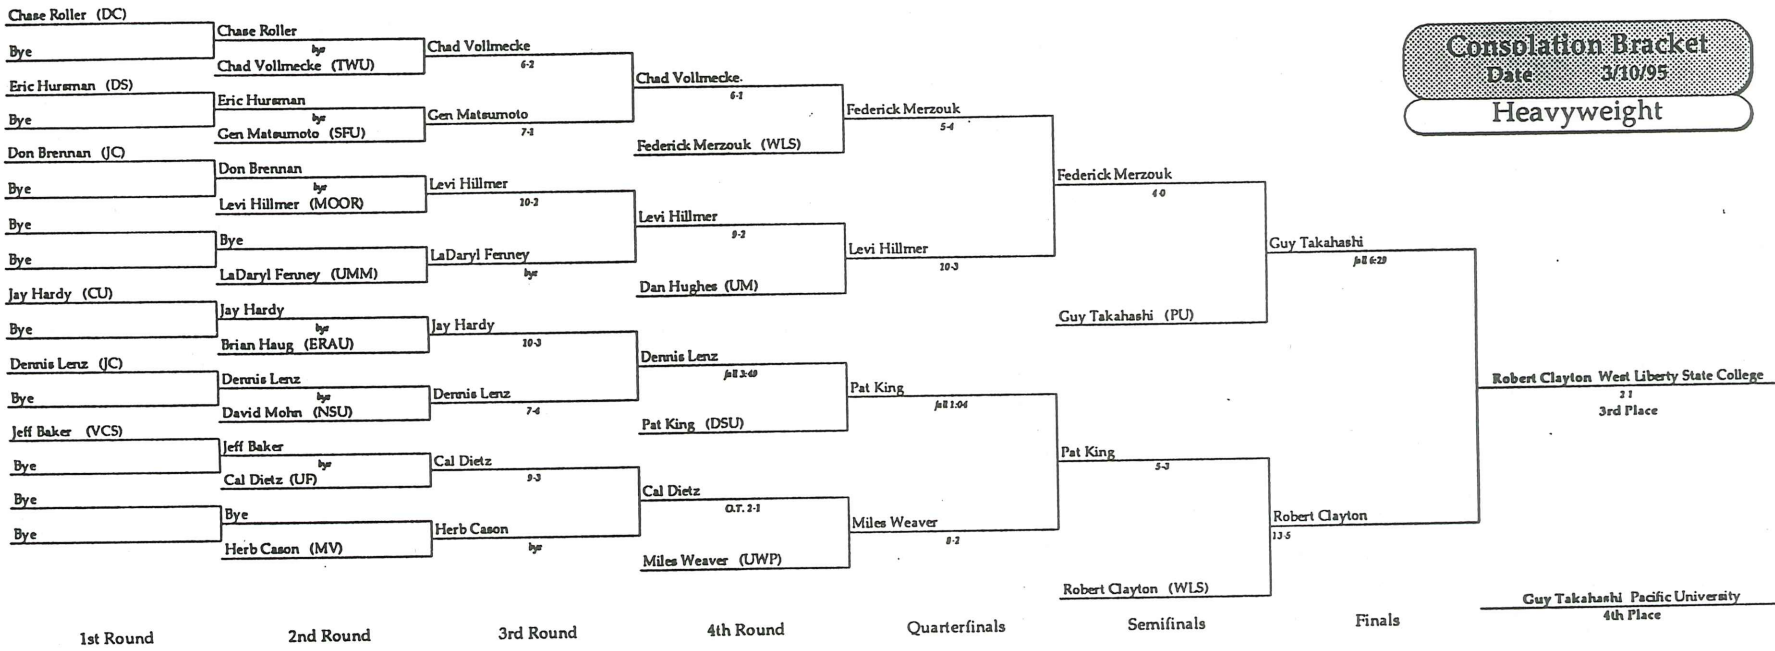 Consolation Bracket
Date 3/10/95
Heavyweight
Chase Roller (DC)
Bye
Eric Hursman (DS)
Bye
Don Brennan (JC)
Bye
Bye
Bye
Jay Hardy (CU)
Bye
Dennis Lenz (JC)
Bye
Jeff Baker (VCS)
Bye
Bye
Bye
1st Round
Chase Roller
bye
Chad Vollmecke (TWU)
Eric Hursman
bye
Gen Matsumoto (SFU)
Don Brennan
bye
Levi Hillmer (MOOR)
Bye
LaDaryl Fenney (UMM)
Jay Hardy
bye
Brian Haug (ERAU)
Dennis Lenz
bye
David Mohn (NSU)
Jeff Baker
bye
Cal Dietz (UF)
Bye
Herb Cason (MV)
2nd Round
Chad Vollmecke
6-2
Gen Matsumoto
7-1
Levi Hillmer
10-2
LaDaryl Fenney
bye
Jay Hardy
10-3
Dennis Lenz
7-4
Cal Dietz
9-3
Herb Cason
bye
3rd Round
Chad Vollmecke.
6-1
Federick Merzouk (WLS)
Levi Hillmer
9-2
Dan Hughes (UM)
Dennis Lenz
fall 3:49
Pat King (DSU)
Cal Dietz
O.T. 2-1
Miles Weaver (UWP)
4th Round
Federick Merzouk
5-4
Levi Hillmer
10-3
Pat King
fall 1:04
Miles Weaver
8-2
Quarterfinals
Federick Merzouk
4-0
Guy Takahashi (PU)
Pat King
5-3
Robert Clayton (WLS)
Semifinals
Guy Takahashi
fall 6:29
Robert Clayton
13-5
Finals
Robert Clayton West Liberty State College
3rd Place
Guy Takahashi Pacific University
4th Place